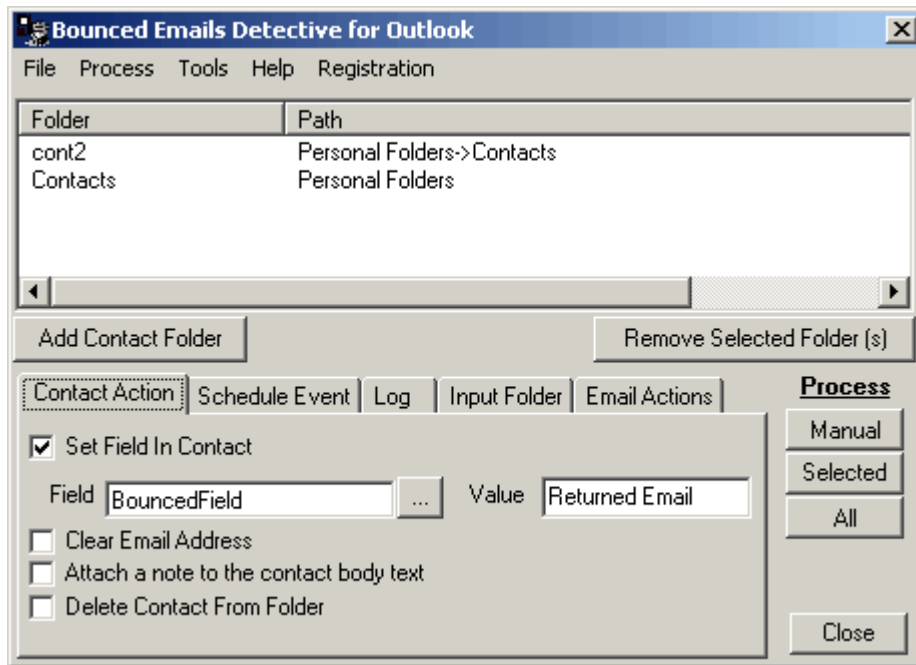 Bounced Emails Detective for Outlook
File Process Tools Help Registration
Folder Path
cont2 Personal Folders->Contacts
Contacts Personal Folders
Add Contact Folder Remove Selected Folder (s)
Contact Action Schedule Event Log Input Folder Email Actions Process
Set Field In Contact Manual
Field BouncedField ... Value Returned Email Selected
All
Clear Email Address
Attach a note to the contact body text
Delete Contact From Folder
Close